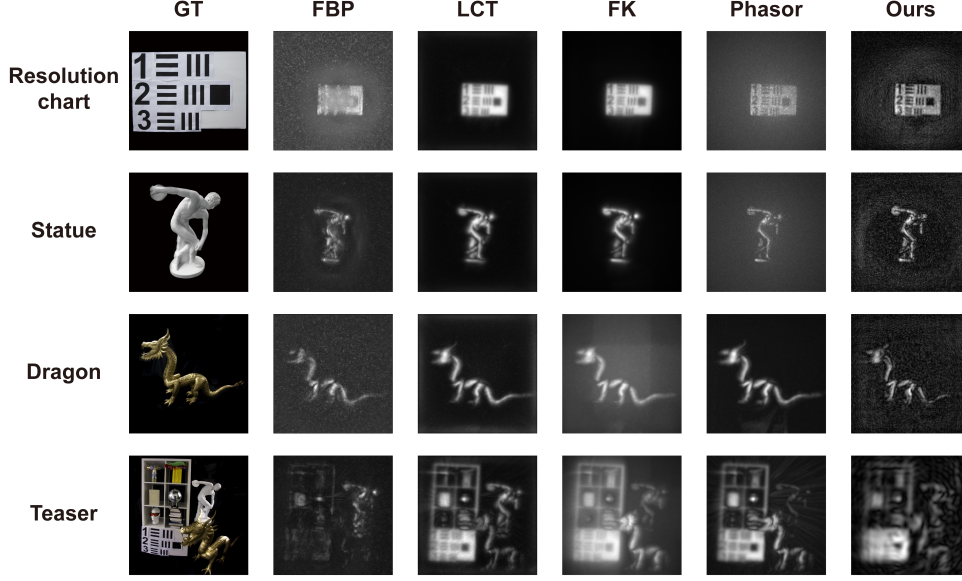 GT FBP LCT FK Phasor Ours
Resolution
chart
1
2
3
Statue
Dragon
Teaser
1
2
3